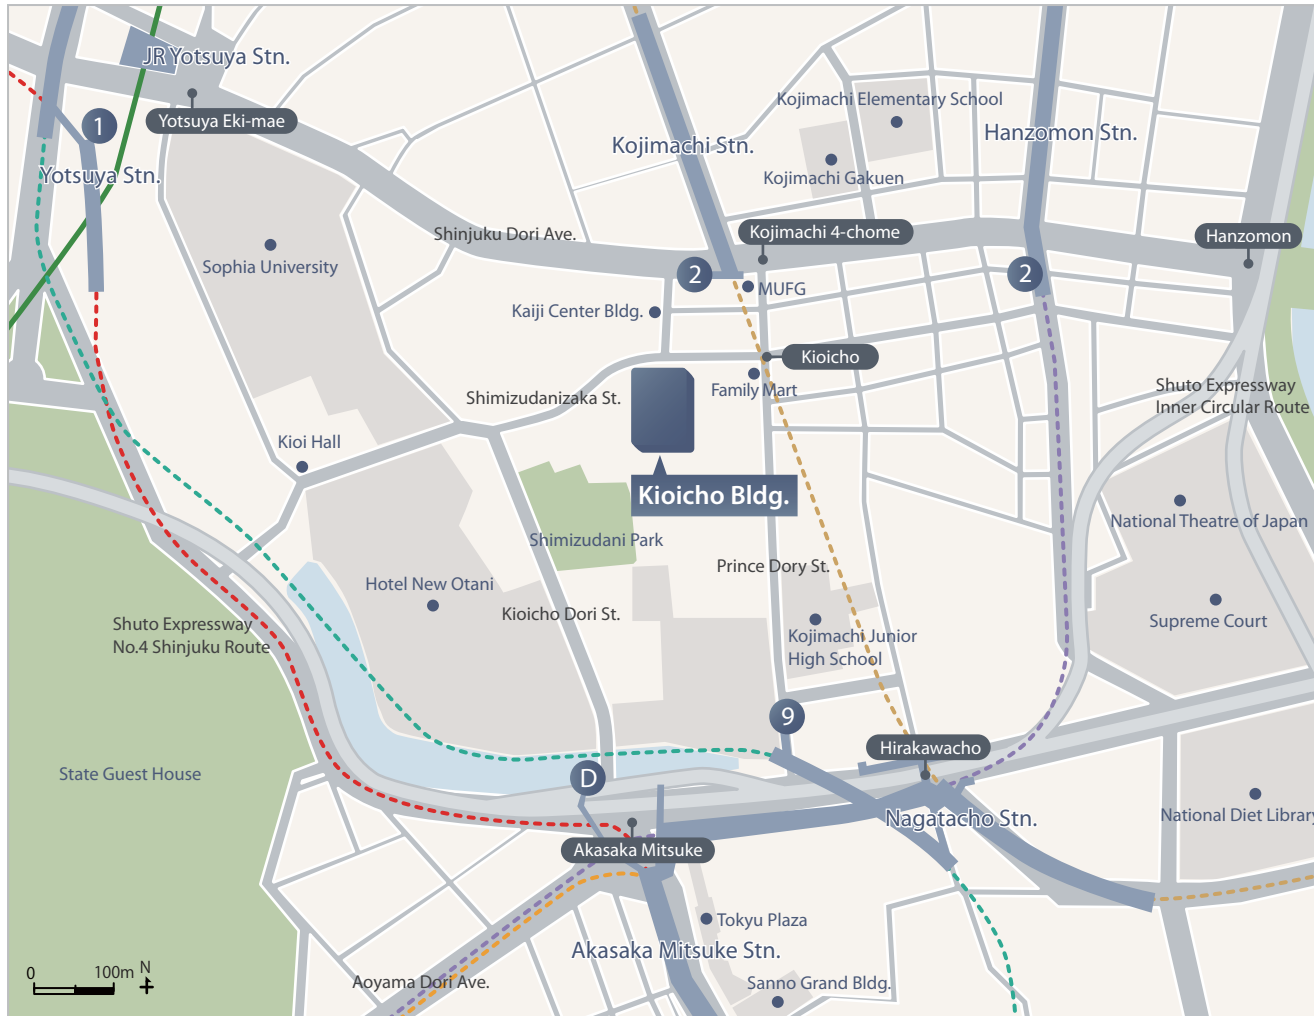 JR Yotsuya Stn.
Yotsuya Eki-mae
1
Yotsuya Stn.
Kojimachi Stn.
Kojimachi Elementary School
Hanzomon Stn.
Kojimachi Gakuen
Shinjuku Dori Ave.
Kojimachi 4-chome
Hanzomon
Sophia University
2
2
MUFG
Kaiji Center Bldg.
Kioicho
Family Mart
Shimizudanizaka St.
Shuto Expressway
Inner Circular Route
Kioi Hall
Kioicho Bldg.
National Theatre of Japan
Shimizudani Park
Prince Dory St.
Hotel New Otani
Kioicho Dori St.
Shuto Expressway
No.4 Shinjuku Route
Kojimachi Junior
High School
Supreme Court
9
Hirakawacho
State Guest House
D
Nagatacho Stn.
National Diet Library
Akasaka Mitsuke
Tokyu Plaza
Akasaka Mitsuke Stn.
Aoyama Dori Ave.
Sanno Grand Bldg.
0 100m N